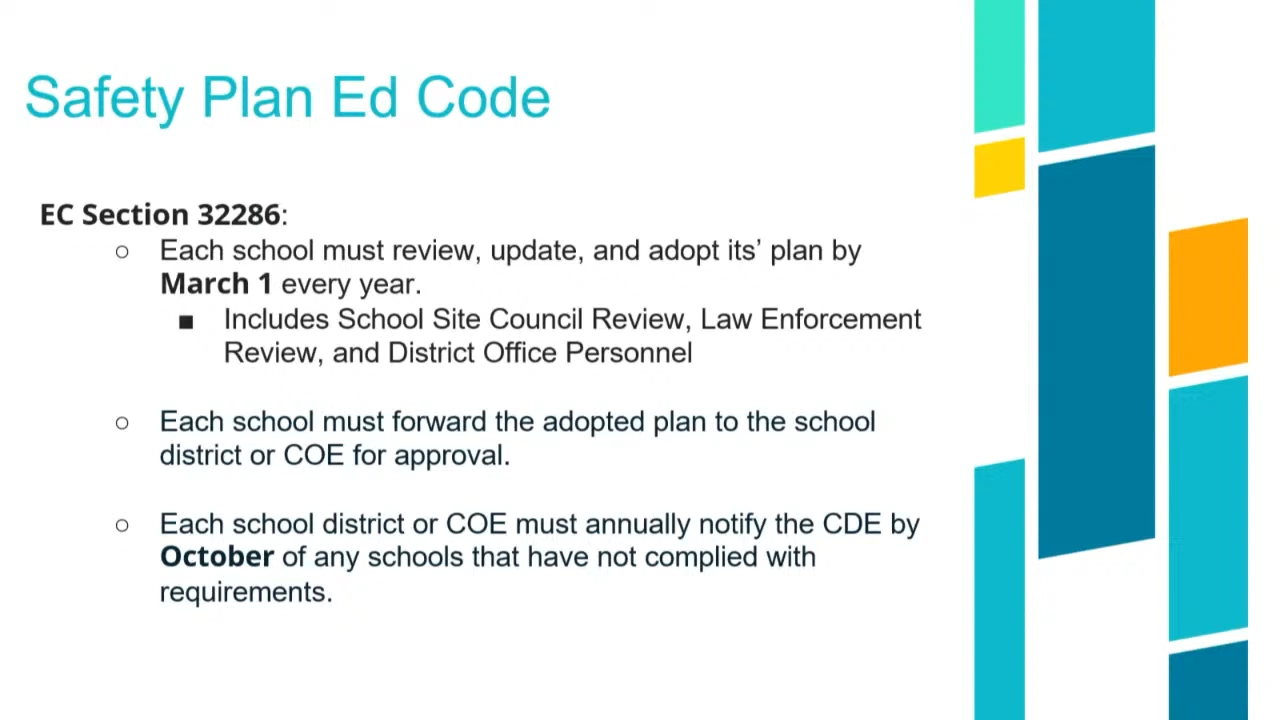 Safety Plan Ed Code
EC Section 32286:
○ Each school must review, update, and adopt its’ plan by
March 1 every year.
■ Includes School Site Council Review, Law Enforcement
Review, and District Office Personnel
○ Each school must forward the adopted plan to the school
district or COE for approval.
○ Each school district or COE must annually notify the CDE by
October of any schools that have not complied with
requirements.